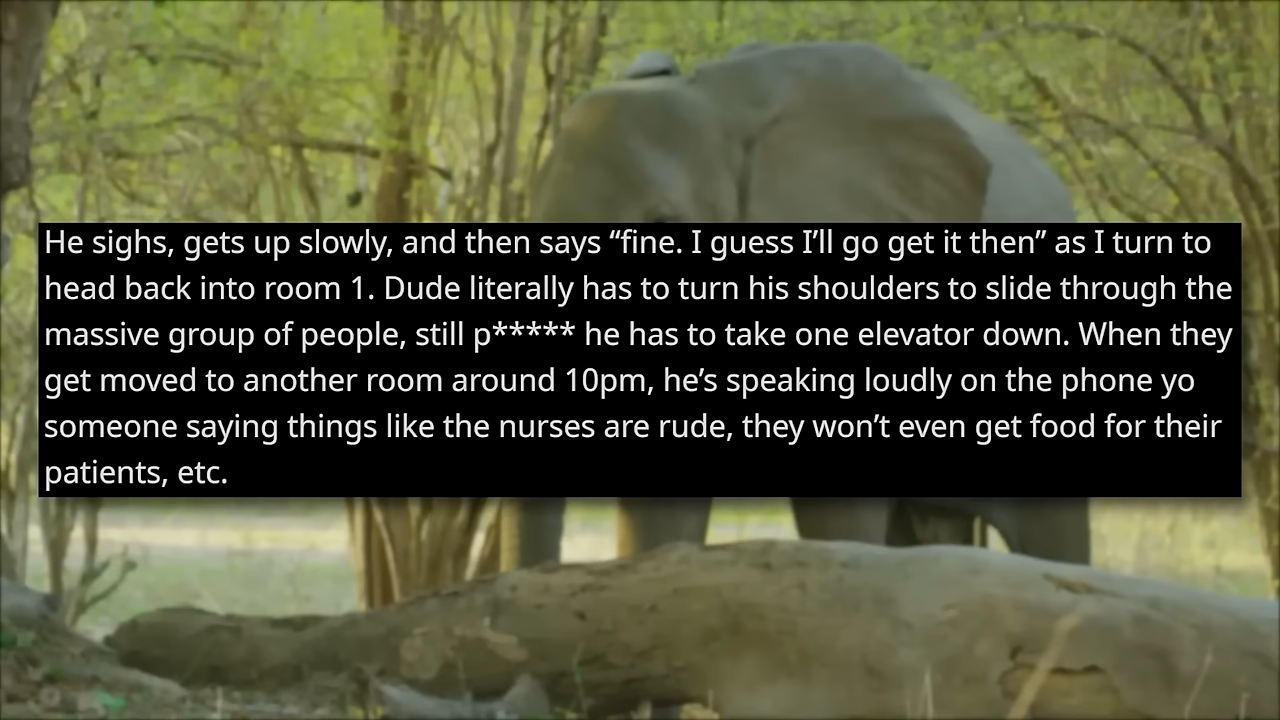 He sighs, gets up slowly, and then says “fine. I guess I’ll go get it then” as I turn to
head back into room 1. Dude literally has to turn his shoulders to slide through the
massive group of people, still p***** he has to take one elevator down. When they
get moved to another room around 10pm, he’s speaking loudly on the phone yo
someone saying things like the nurses are rude, they won’t even get food for their
patients, etc.